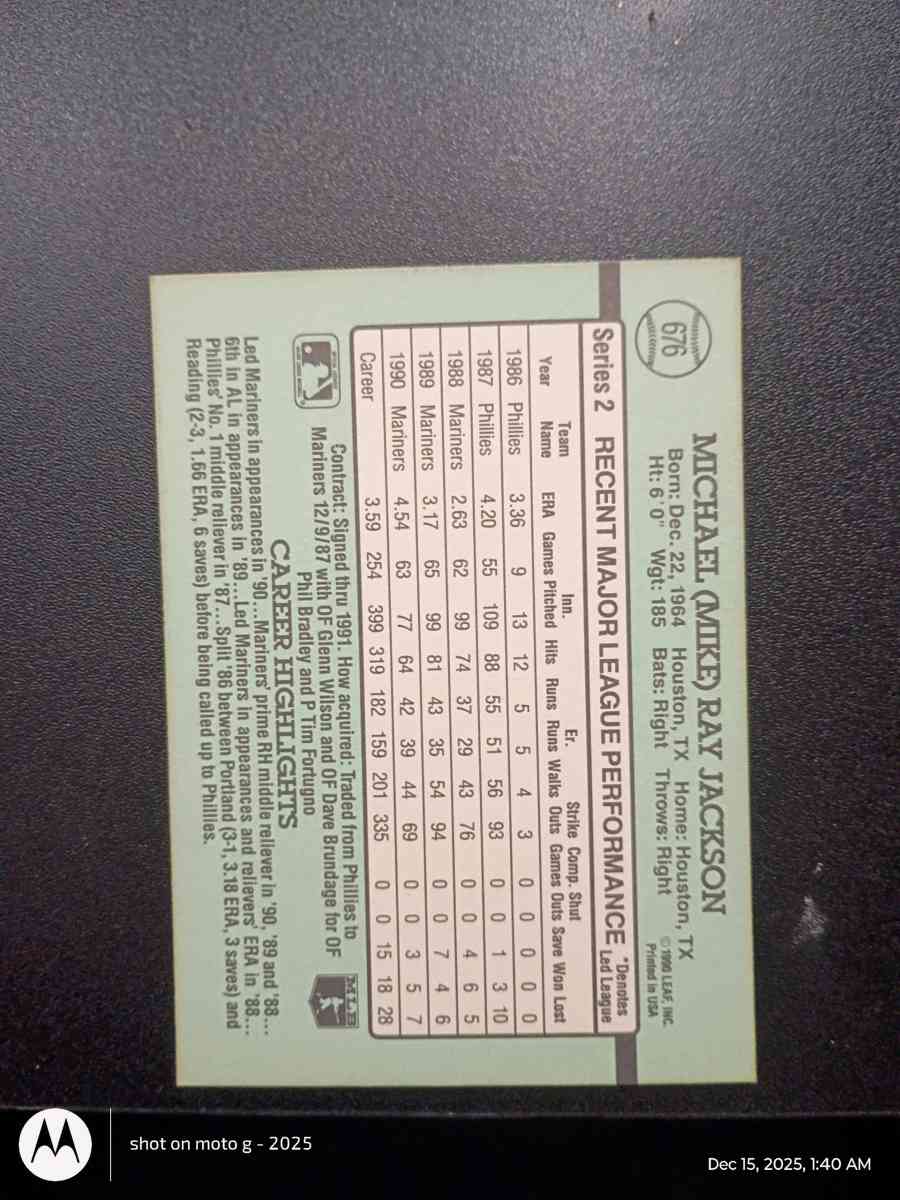 676
MICHAEL (MIKE) RAY JACKSON
Born: Dec. 22, 1964 Houston, TX Home: Houston, TX
Ht: 6'0" Wgt: 185 Bats: Right Throws: Right
© 1990 LEAF, INC.
Printed in USA
Series 2 RECENT MAJOR LEAGUE PERFORMANCE *Denotes Led League
Year Team Name ERA Games Inn. Pitched Hits Runs Er. Runs Walks Strike Outs Comp. Games Shut Outs Save Won Lost
1986 Phillies 3.36 9 13 12 5 5 4 3 0 0 0 0 0
1987 Phillies 4.20 55 109 88 55 51 56 93 0 0 1 3 10
1988 Mariners 2.63 62 99 74 37 29 43 76 0 0 4 6 5
1989 Mariners 3.17 65 99 81 43 35 54 94 0 0 7 4 6
1990 Mariners 4.54 63 77 64 42 39 44 69 0 0 3 5 7
Career 3.59 254 399 319 182 159 201 335 0 0 15 18 28
Contract: Signed thru 1991. How acquired: Traded from Phillies to
Mariners 12/9/87 with OF Glenn Wilson and OF Dave Brundage for OF
Phil Bradley and P Tim Fortugno
MLB
CAREER HIGHLIGHTS
Led Mariners in appearances in '90...Mariners' prime RH middle reliever in '90, '89 and '88...
6th in AL in appearances in '89...Led Mariners in appearances and relievers' ERA in '88...
Phillies' No. 1 middle reliever in '87...Split '86 between Portland (3-1, 3.18 ERA, 3 saves) and
Reading (2-3, 1.66 ERA, 6 saves) before being called up to Phillies.
shot on moto g - 2025
Dec 15, 2025, 1:40 AM